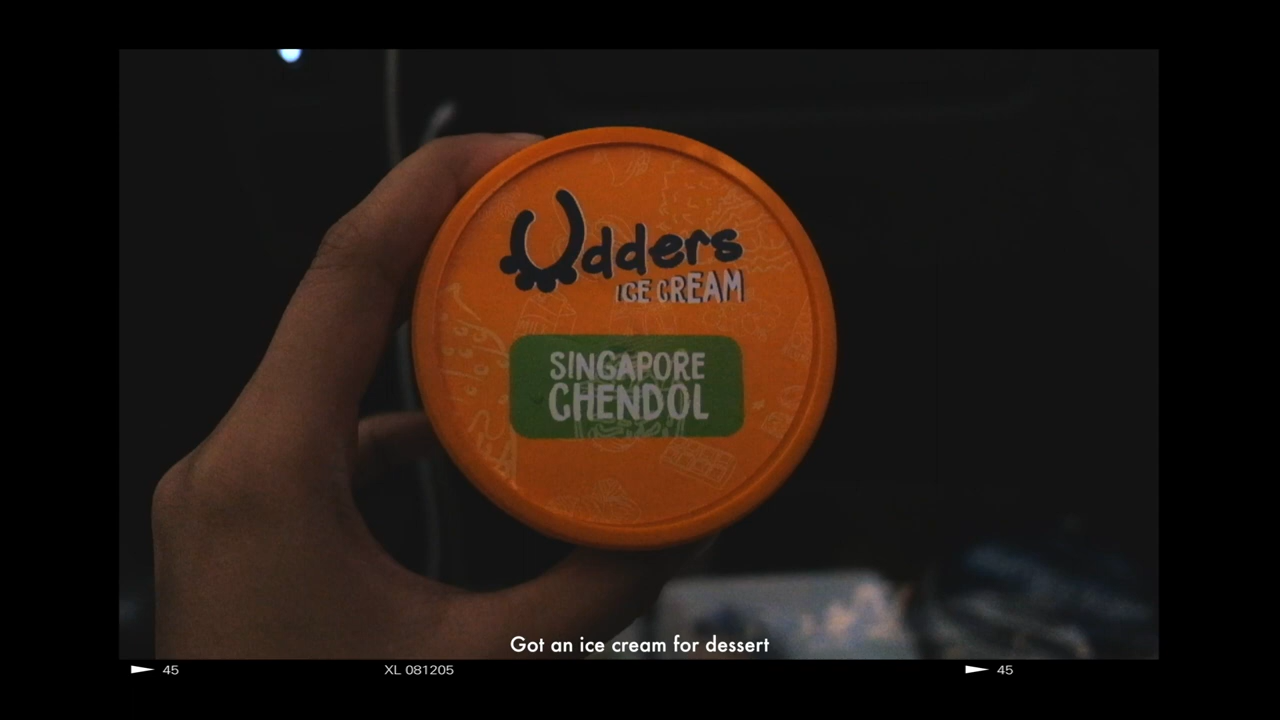 Udders
ICE CREAM
SINGAPORE
CHENDOL
Got an ice cream for dessert
45
XL 081205
45